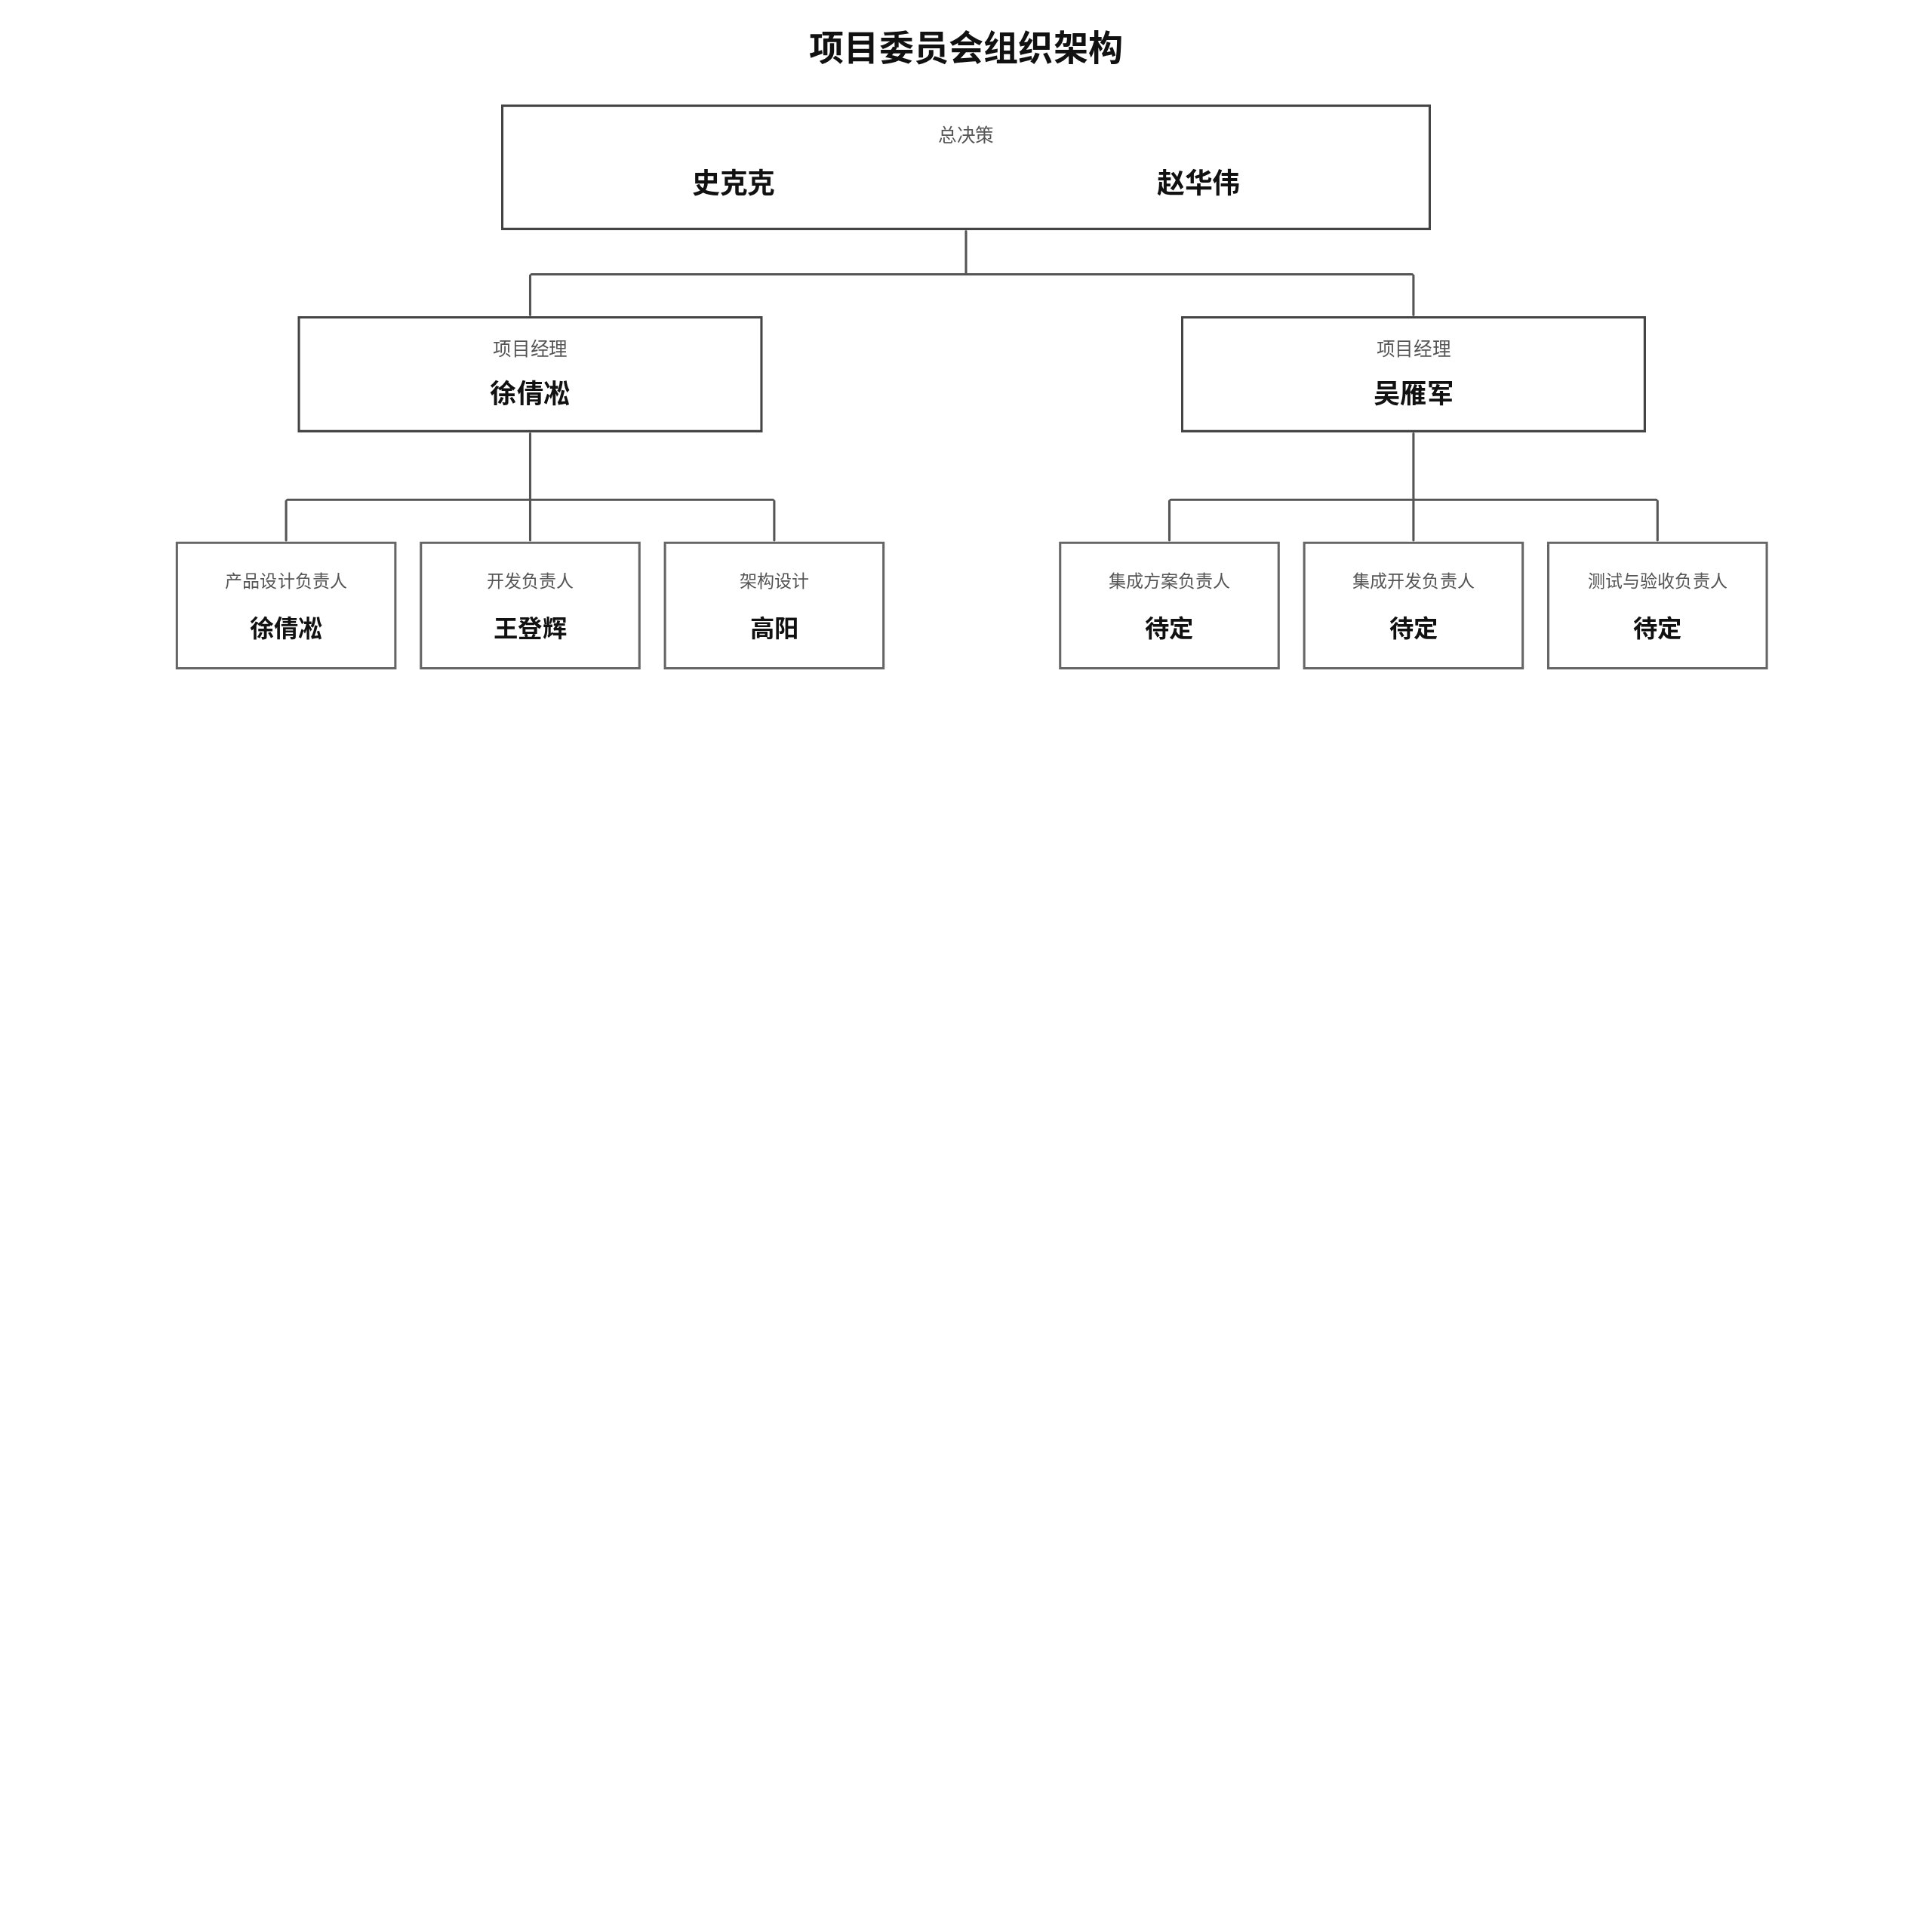 项目委员会组织架构
总决策
史克克 赵华伟
项目经理
徐倩凇
项目经理
吴雁军
产品设计负责人
徐倩凇
开发负责人
王登辉
架构设计
高阳
集成方案负责人
待定
集成开发负责人
待定
测试与验收负责人
待定